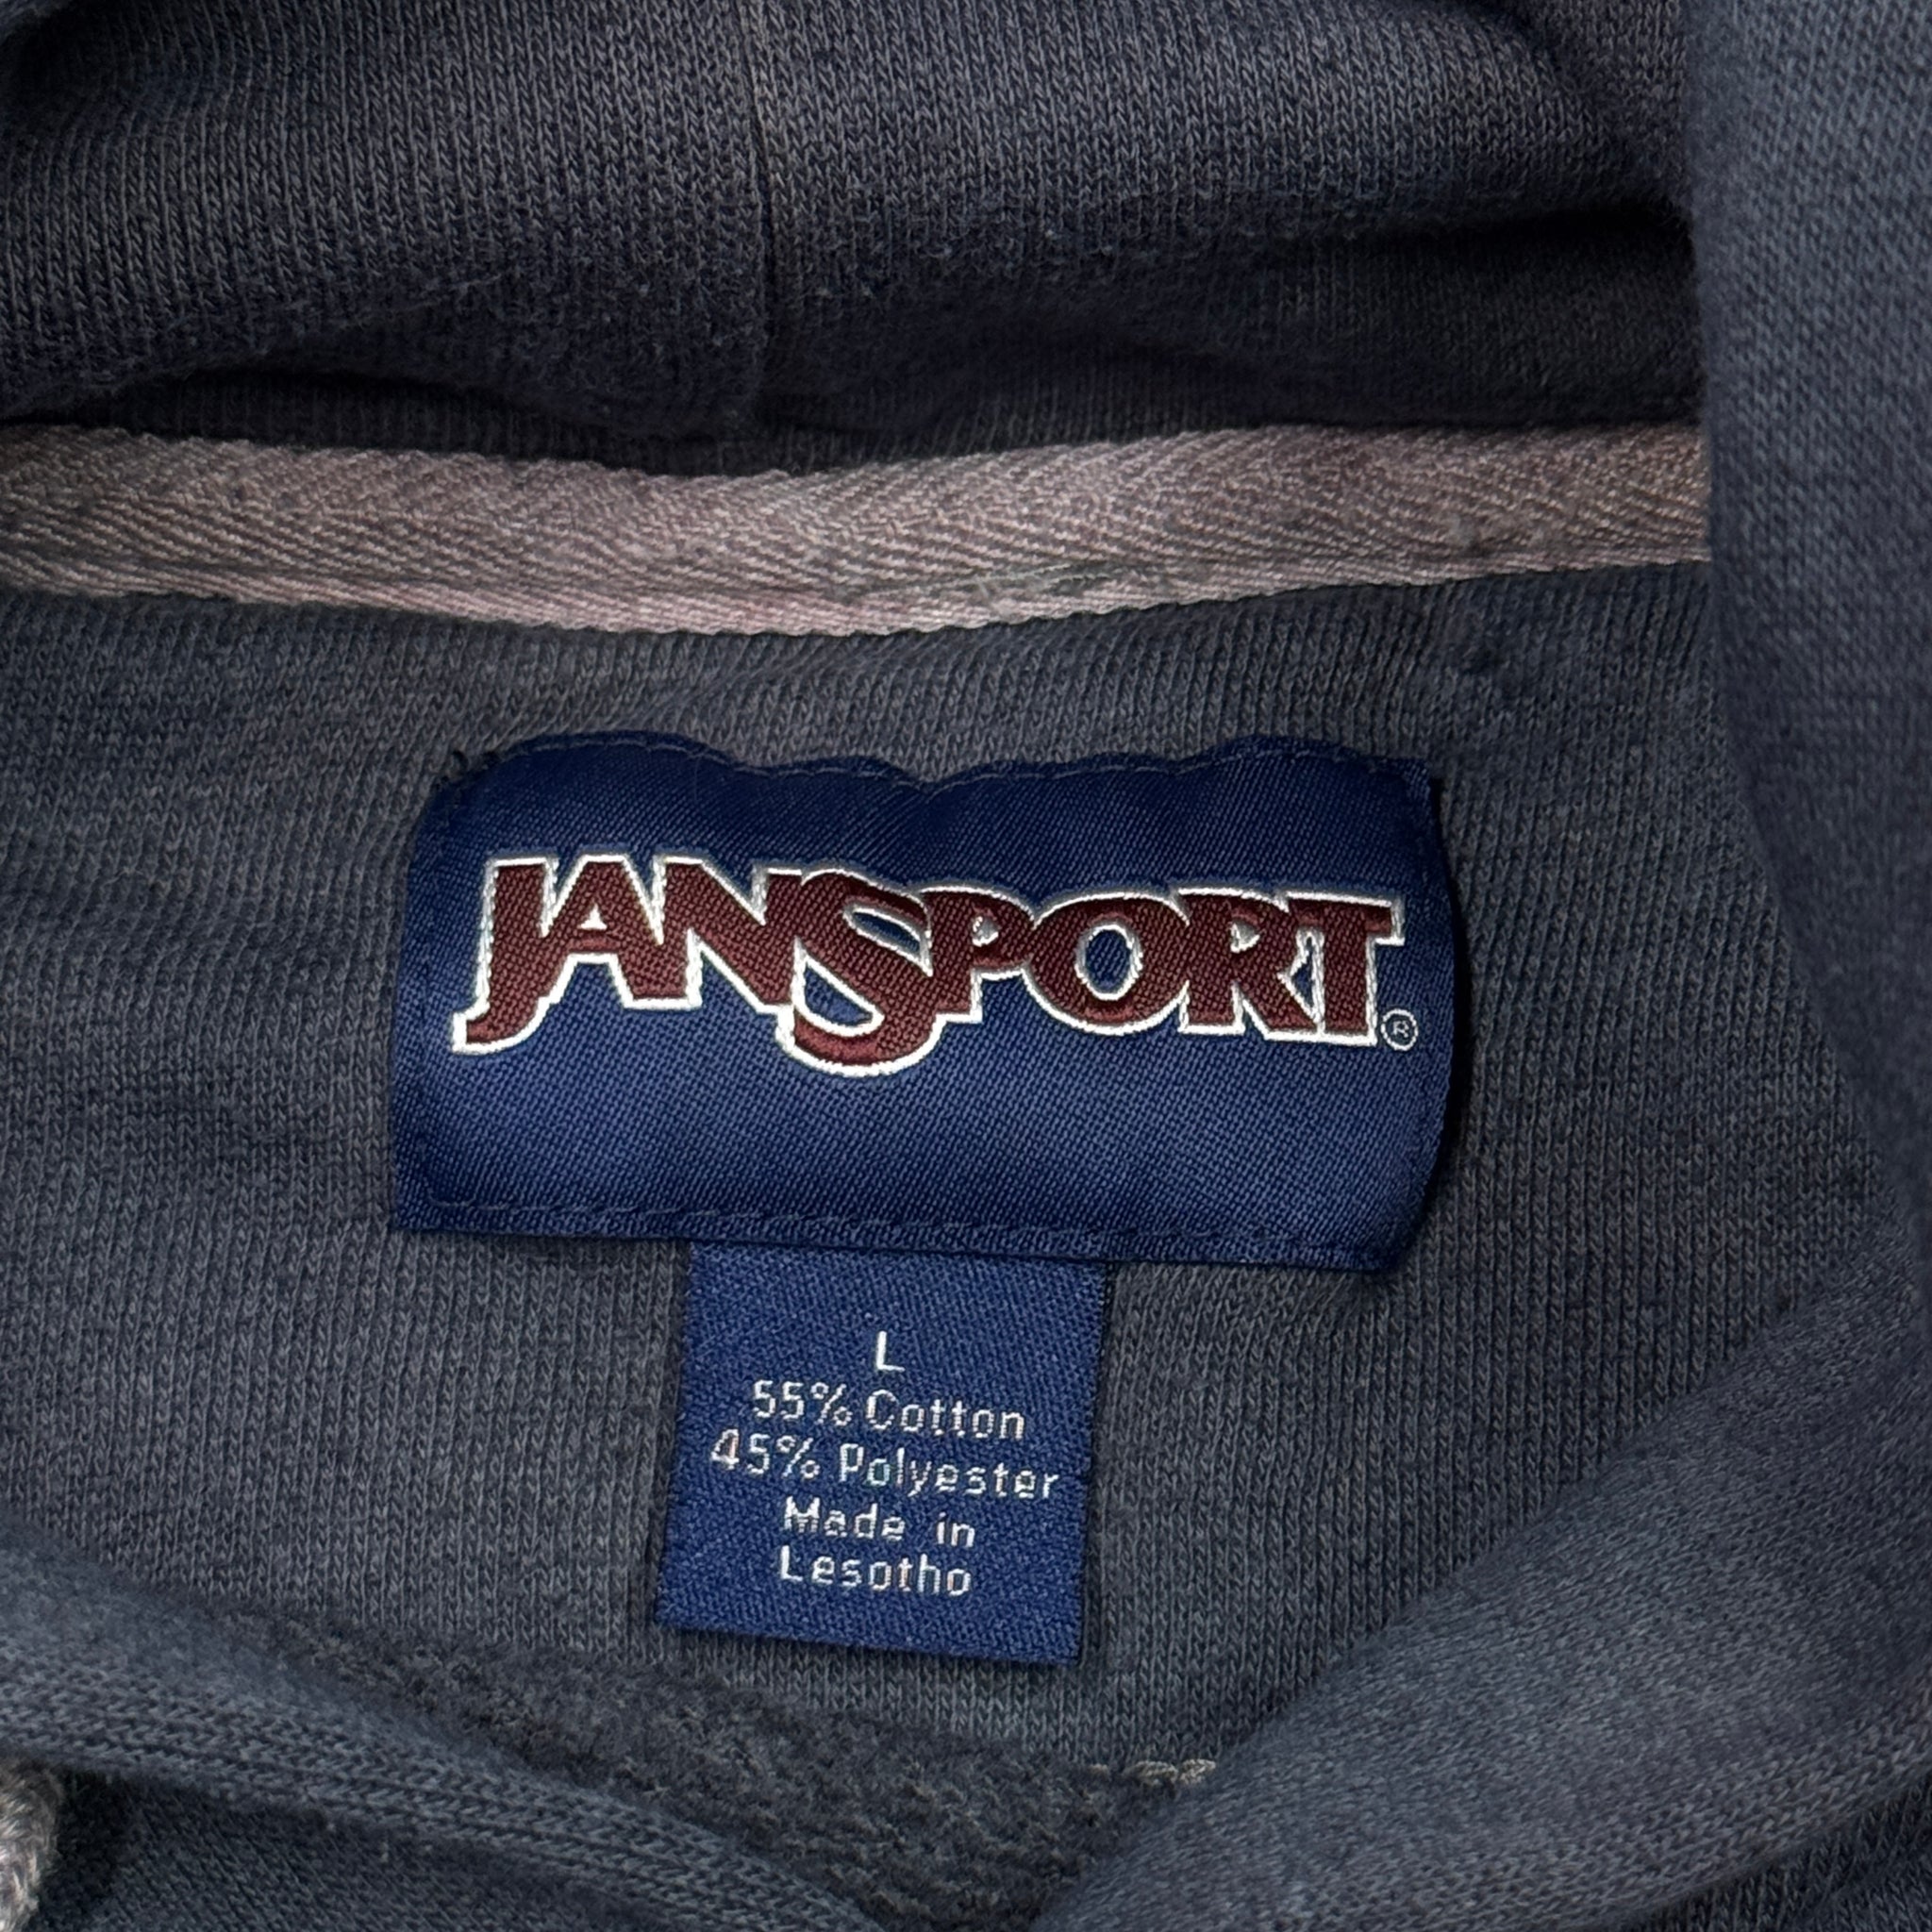 JANSPORT®
L
55% Cotton
45% Polyester
Made in
Lesotho